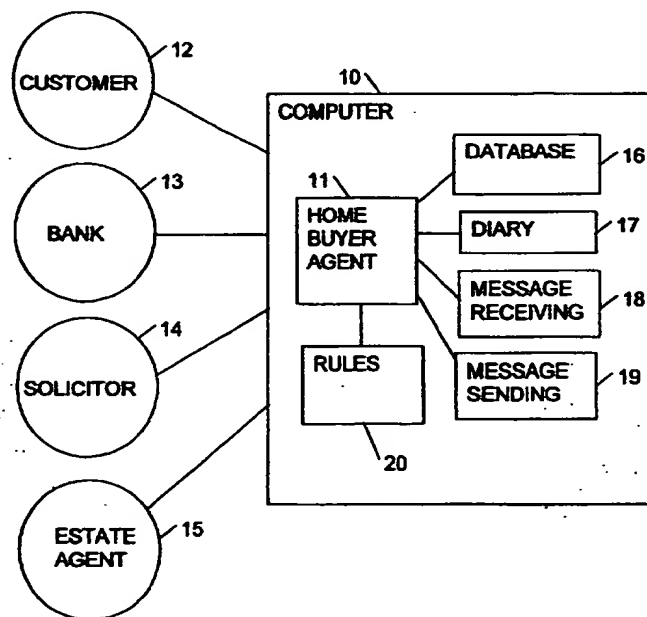 12
CUSTOMER
13
BANK
14
SOLICITOR
15
ESTATE
AGENT
10
COMPUTER
11
HOME
BUYER
AGENT
DATABASE
16
DIARY
17
MESSAGE
RECEIVING
18
MESSAGE
SENDING
19
RULES
20